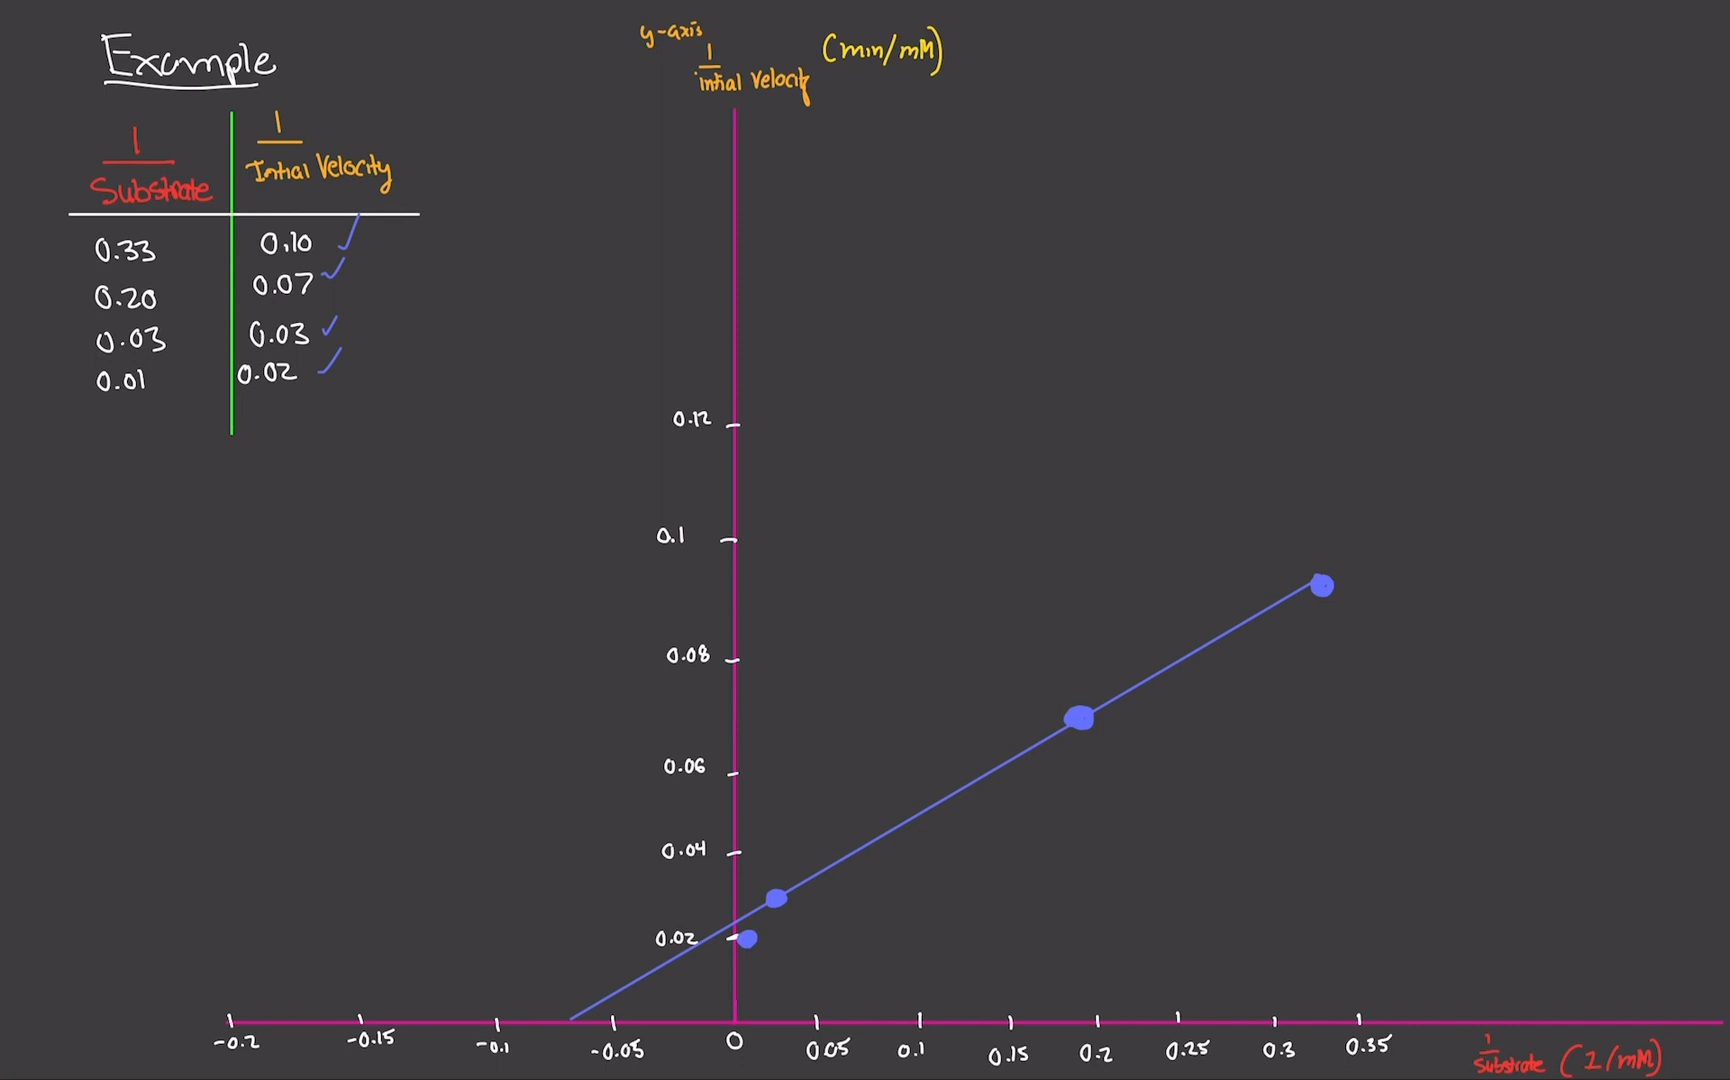 Example
1
Substrate
1
Intial Velocity
0.33 0.10
0.20 0.07
0.03 0.03
0.01 0.02
y-axis
1
intial Velocity
(min/mM)
0.12
0.1
0.08
0.06
0.04
0.02
-0.2 -0.15 -0.1 -0.05 0 0.05 0.1 0.15 0.2 0.25 0.3 0.35
1
Substrate (1/mM)